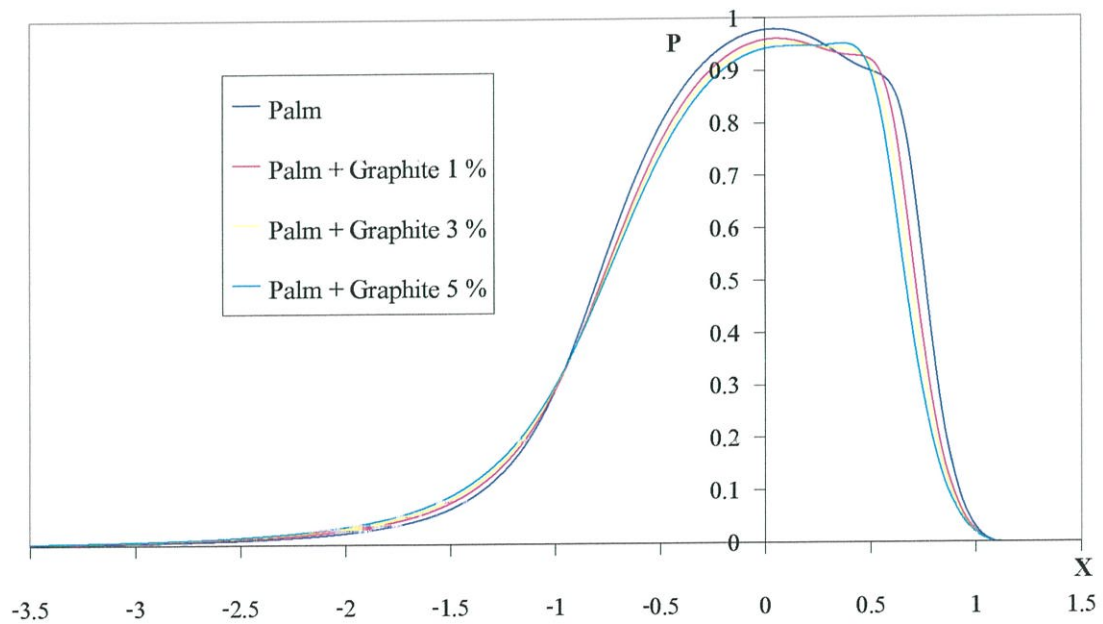 1
P
0.9
0.8
0.7
0.6
0.5
0.4
0.3
0.2
0.1
0
Palm
Palm + Graphite 1 %
Palm + Graphite 3 %
Palm + Graphite 5 %
X
-3.5 -3 -2.5 -2 -1.5 -1 -0.5 0 0.5 1 1.5